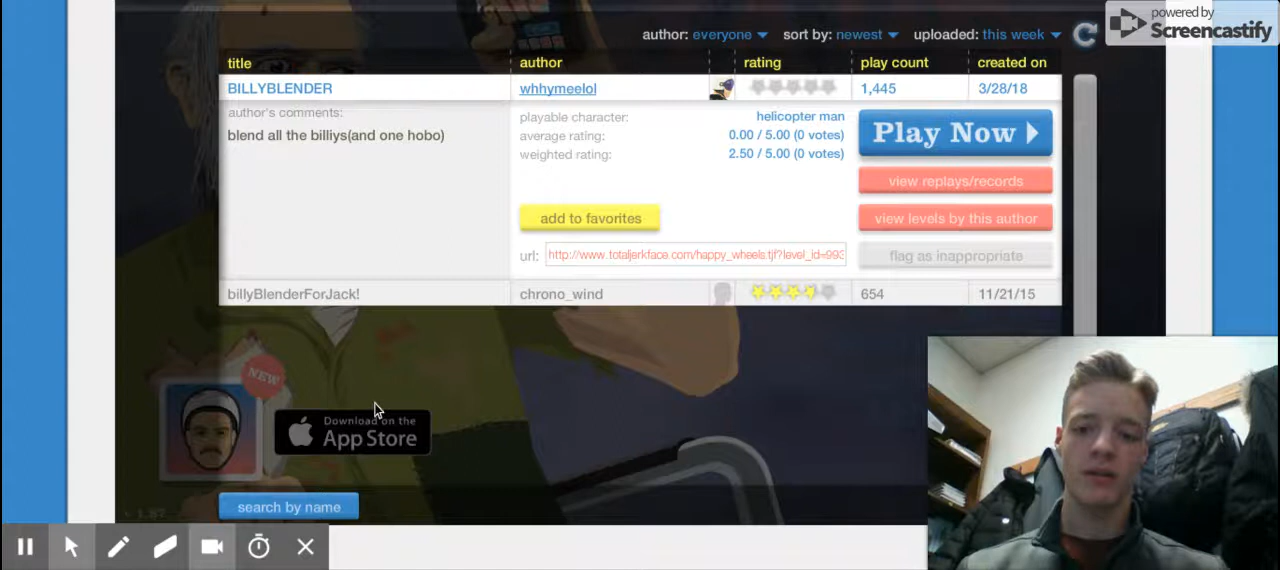 powered by
Screencastify
author: everyone sort by: newest uploaded: this week
title author rating play count created on
BILLYBLENDER whhymeelol 1,445 3/28/18
author's comments:
blend all the billiys(and one hobo)
playable character: helicopter man
average rating: 0.00 / 5.00 (0 votes)
weighted rating: 2.50 / 5.00 (0 votes)
Play Now
view replays/records
add to favorites
view levels by this author
url: http://www.totaljerkface.com/happy_wheels.tjf?level_id=993
flag as inappropriate
billyBlenderForJack! chrono_wind 654 11/21/15
NEW
Download on the
App Store
search by name